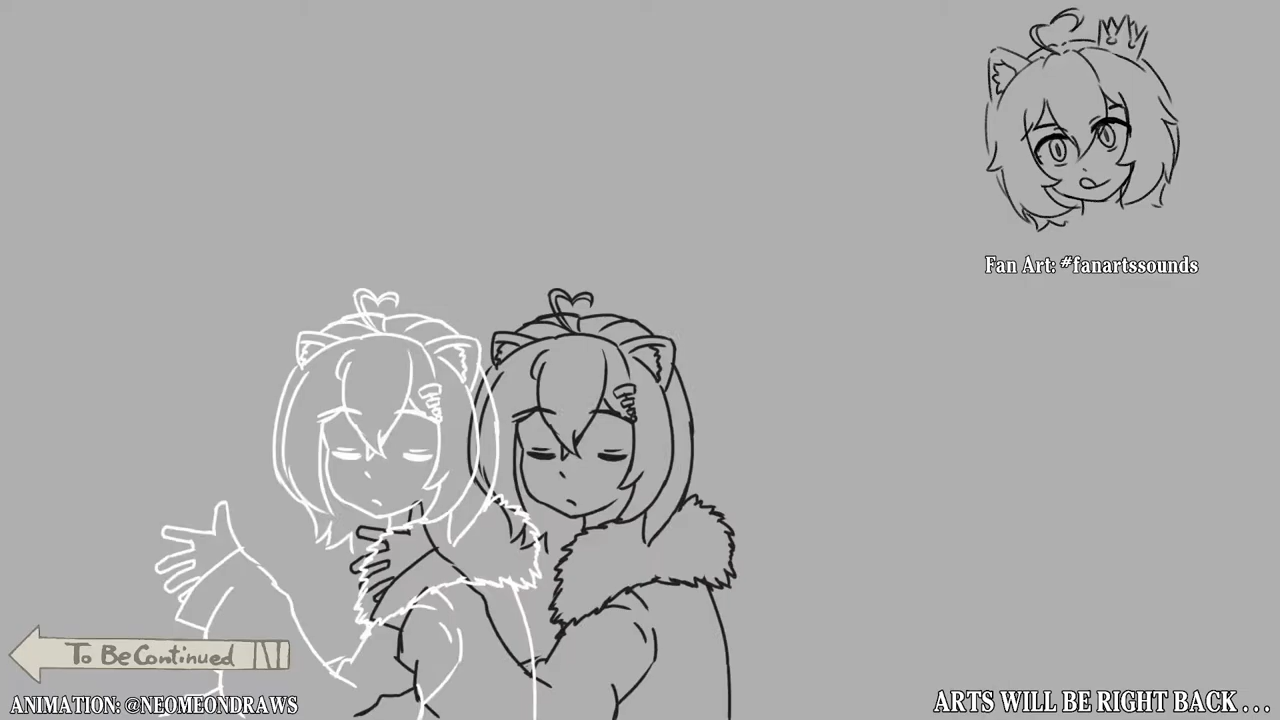 Fan Art: #fanartssounds
To Be Continued
ANIMATION: @NEOMEONDRAWS
ARTS WILL BE RIGHT BACK . . .